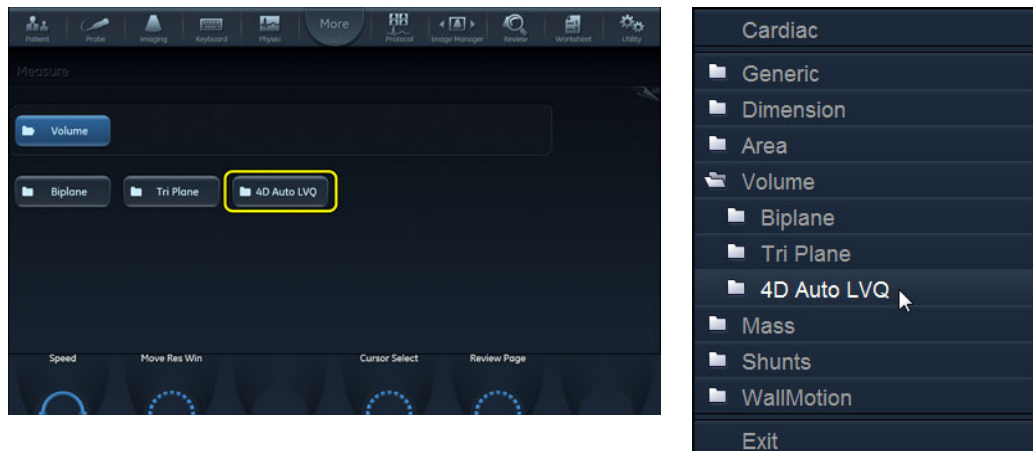 Patient Probe Imaging Keyboard Physio More Protocol Image Manager Review Worksheet Utility
Measure
Volume
Biplane Tri Plane 4D Auto LVQ
Speed Move Res Win Cursor Select Review Page
Cardiac
Generic
Dimension
Area
Volume
Biplane
Tri Plane
4D Auto LVQ
Mass
Shunts
WallMotion
Exit